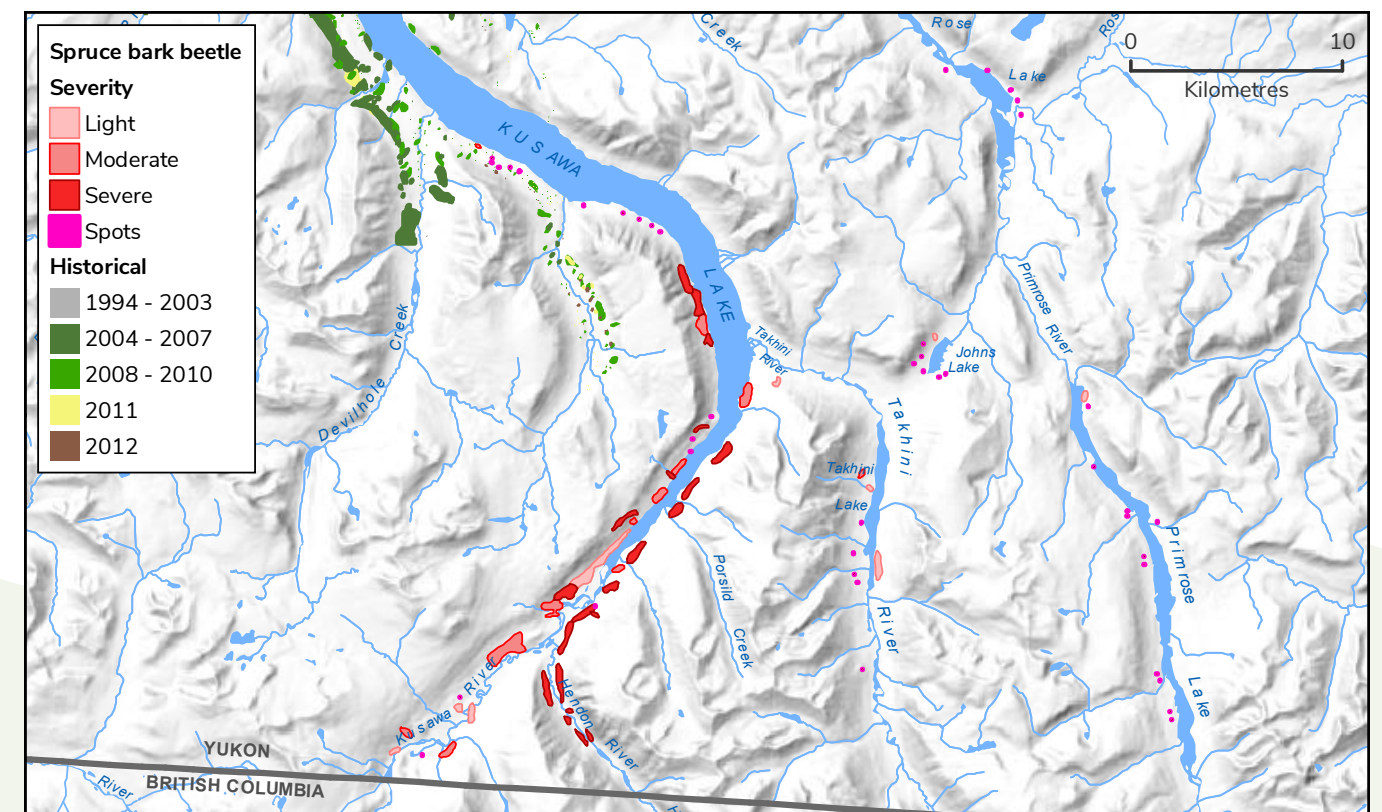 Spruce bark beetle
Severity
Light
Moderate
Severe
Spots
Historical
1994 - 2003
2004 - 2007
2008 - 2010
2011
2012
Creek
Rose
Lake
Ros
0 10
Kilometres
KUSAWA
LAKE
Devilhole Creek
Takhini
River
Johns
Lake
Primrose River
Takhini
Takhini
Lake
River
Porsild Creek
Primrose
Lake
Kusawa River
Hendon River
YUKON
BRITISH COLUMBIA
River
H